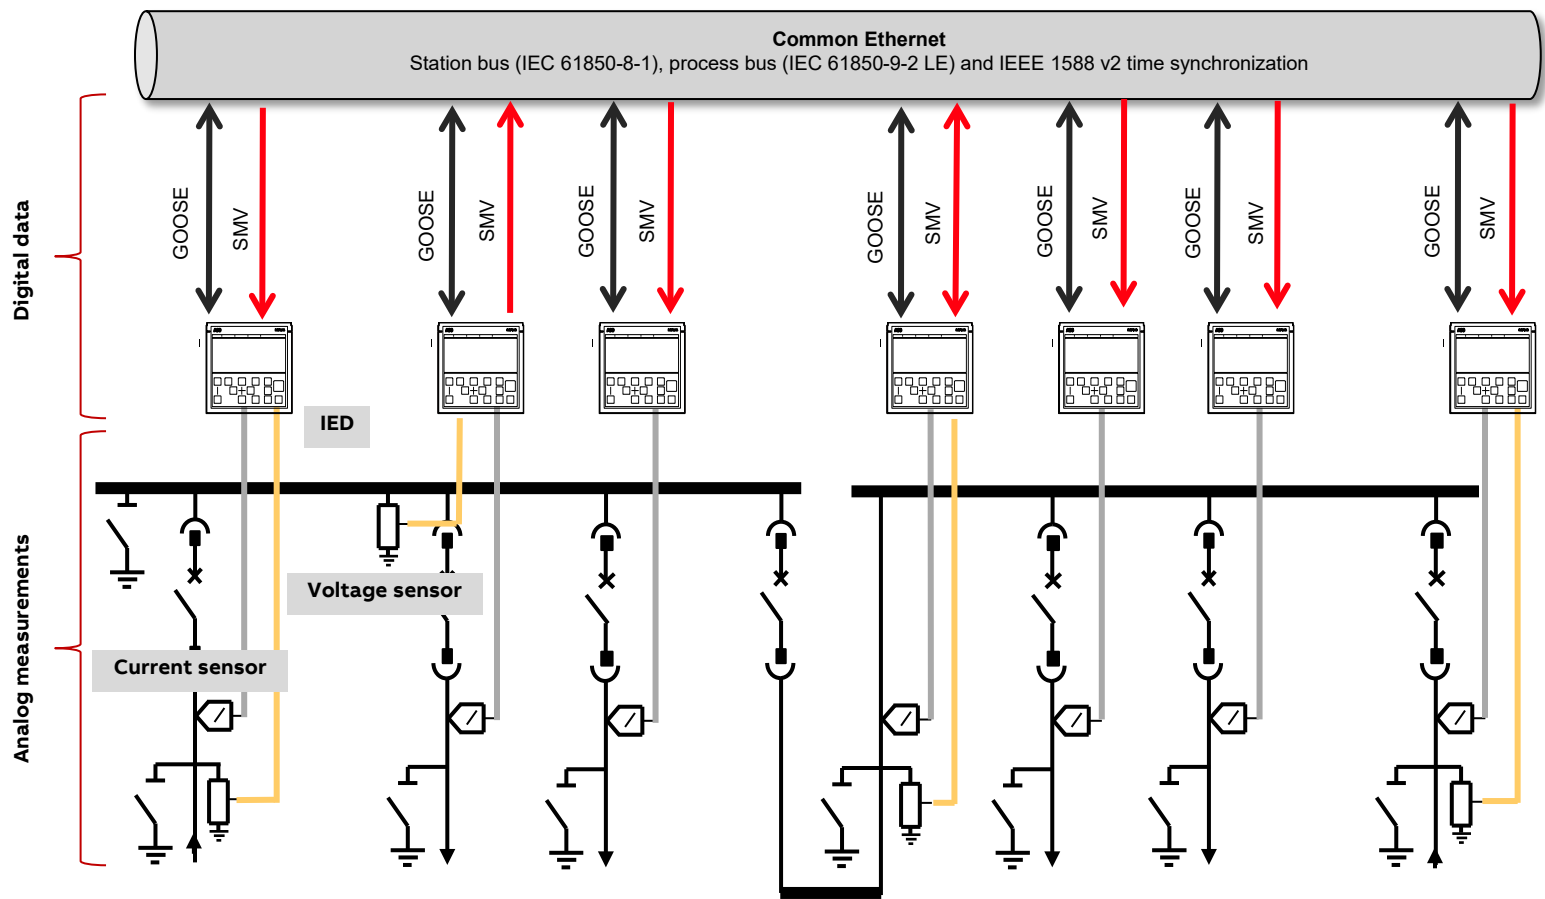 Common Ethernet
Station bus (IEC 61850-8-1), process bus (IEC 61850-9-2 LE) and IEEE 1588 v2 time synchronization
Digital data
GOOSE
SMV
GOOSE
SMV
GOOSE
SMV
GOOSE
SMV
GOOSE
SMV
GOOSE
SMV
GOOSE
SMV
IED
Analog measurements
Voltage sensor
Current sensor